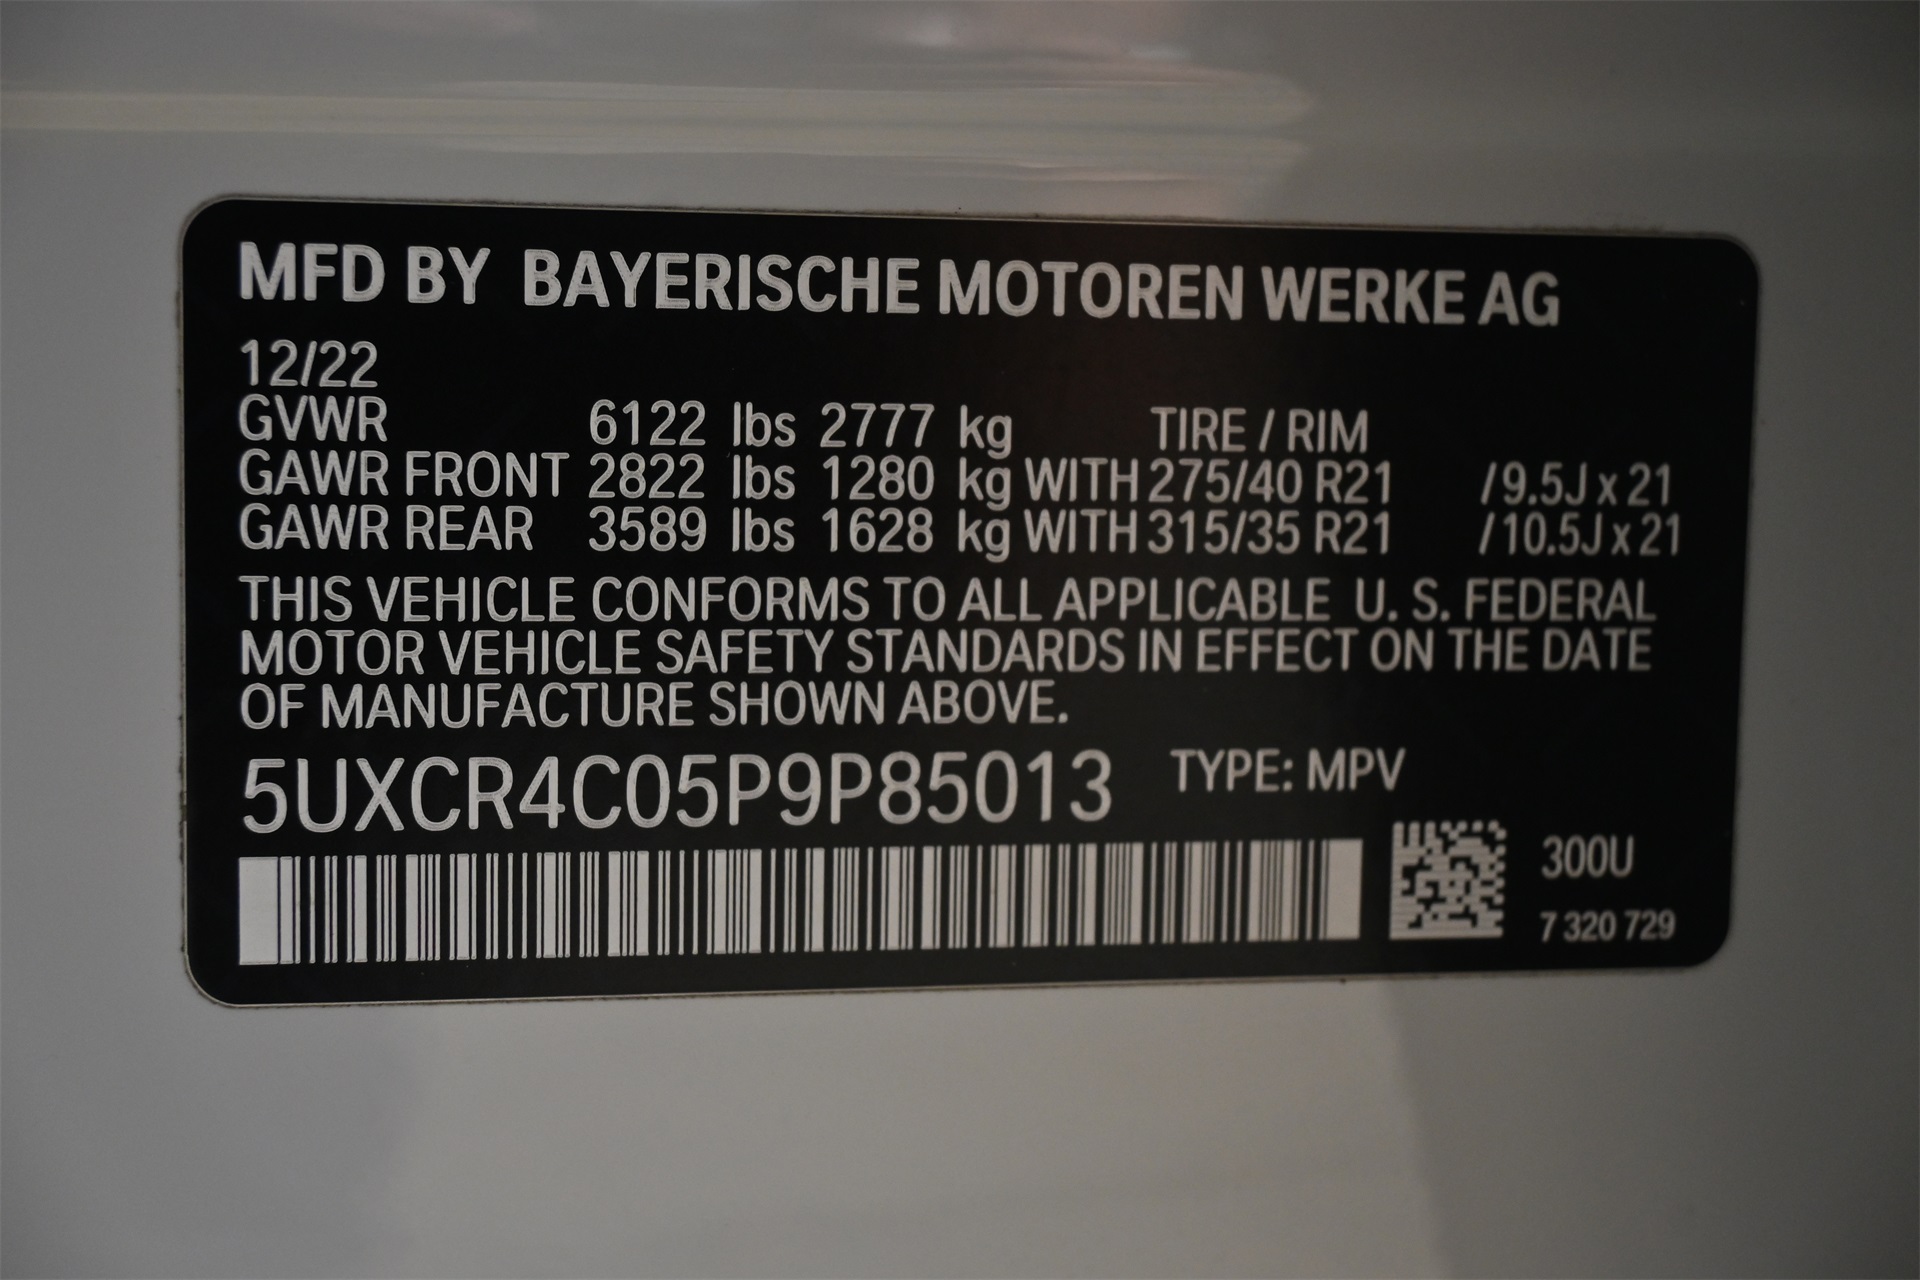 MFD BY BAYERISCHE MOTOREN WERKE AG
12/22
GVWR 6122 lbs 2777 kg TIRE / RIM
GAWR FRONT 2822 lbs 1280 kg WITH 275/40 R21 /9.5J x 21
GAWR REAR 3589 lbs 1628 kg WITH 315/35 R21 /10.5J x 21
THIS VEHICLE CONFORMS TO ALL APPLICABLE U. S. FEDERAL
MOTOR VEHICLE SAFETY STANDARDS IN EFFECT ON THE DATE
OF MANUFACTURE SHOWN ABOVE.
5UXCR4C05P9P85013 TYPE: MPV
300U
7 320 729